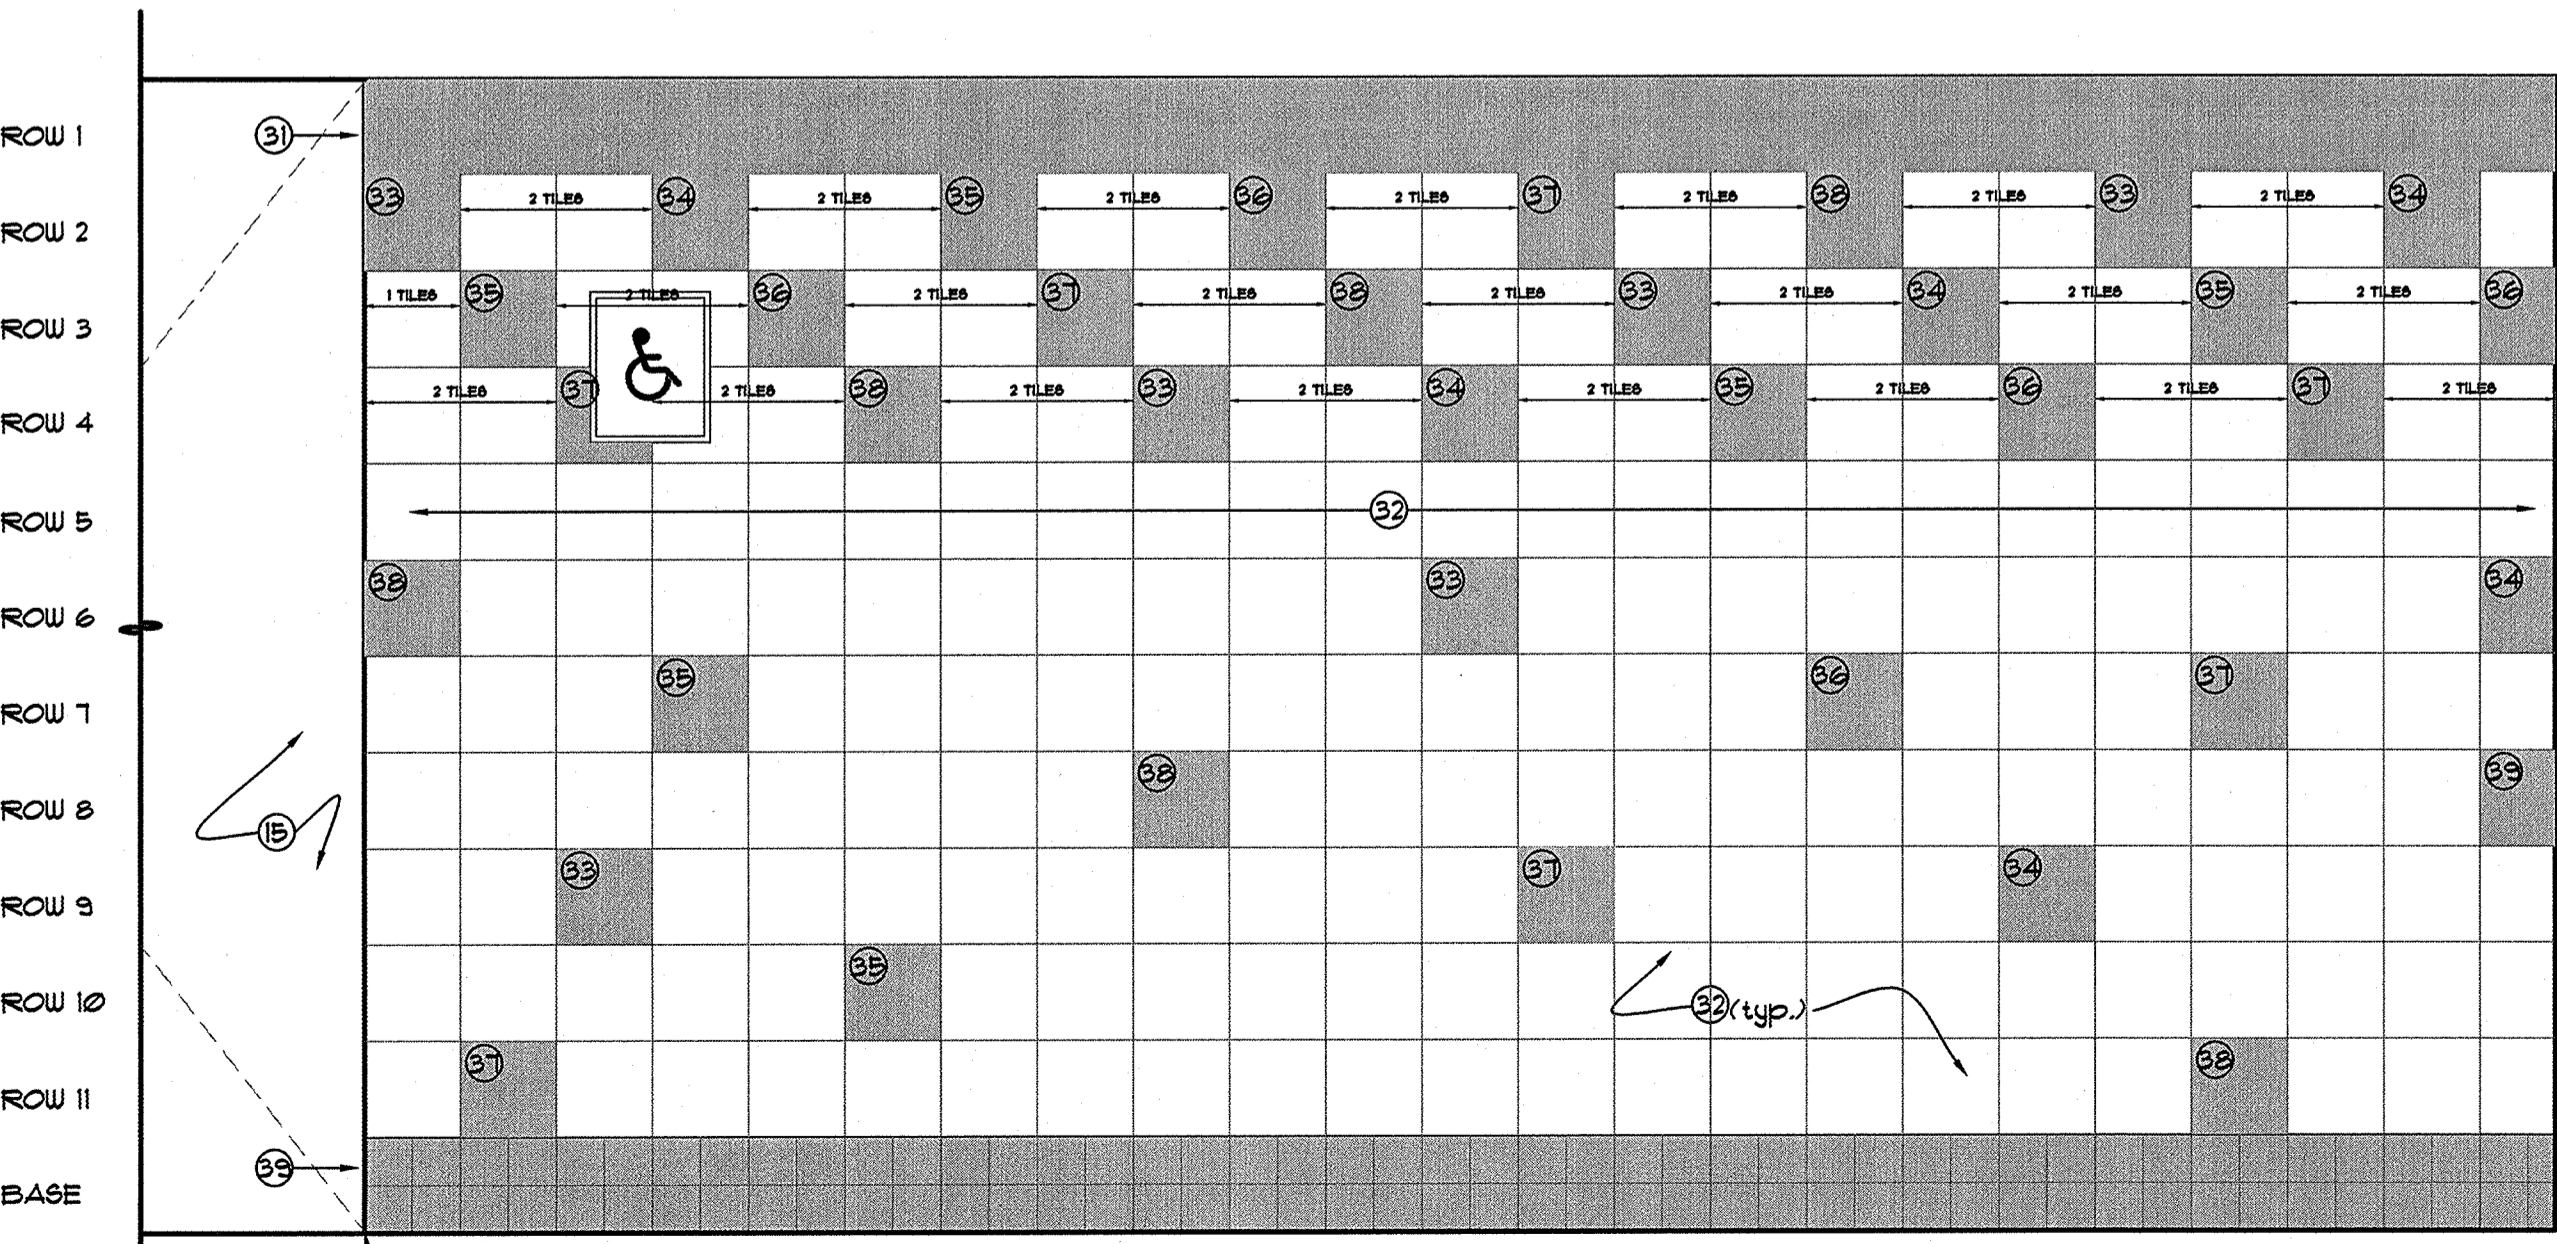 ROW 1 31
33 2 TILES 34 2 TILES 35 2 TILES 36 2 TILES 37 2 TILES 38 2 TILES 33 2 TILES 34
ROW 2
1 TILES 35 2 TILES 36 2 TILES 37 2 TILES 38 2 TILES 33 2 TILES 34 2 TILES 35 2 TILES 36
ROW 3
2 TILES 37 2 TILES 38 2 TILES 33 2 TILES 34 2 TILES 35 2 TILES 36 2 TILES 37 2 TILES
ROW 4
ROW 5 32
38 33 34
ROW 6
35 36 37
ROW 7
38 39
ROW 8
15
33 37 34
ROW 9
35
ROW 10 32 (typ.)
37 38
ROW 11
39
BASE